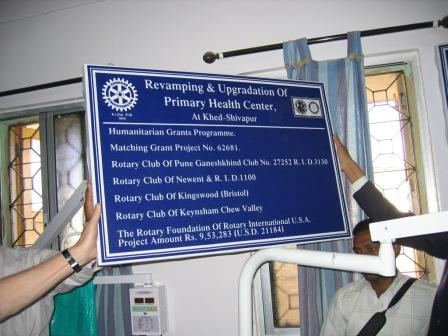 Revamping & Upgradation Of
Primary Health Center,
At Khed-Shivapur
R.I.Dist. 3130
Humanitarian Grants Programme.
Matching Grant Project No. 62681.
Rotary Club Of Pune Ganeshkhind Club No. 27252 R. I. D.3130
Rotary Club Of Newent & R. I. D.1100
Rotary Club Of Kingswood (Bristol)
Rotary Club Of Keynsham Chew Valley
The Rotary Foundation Of Rotary International U.S.A.
Project Amount Rs. 9,53,283 (U.S.D. 21184)